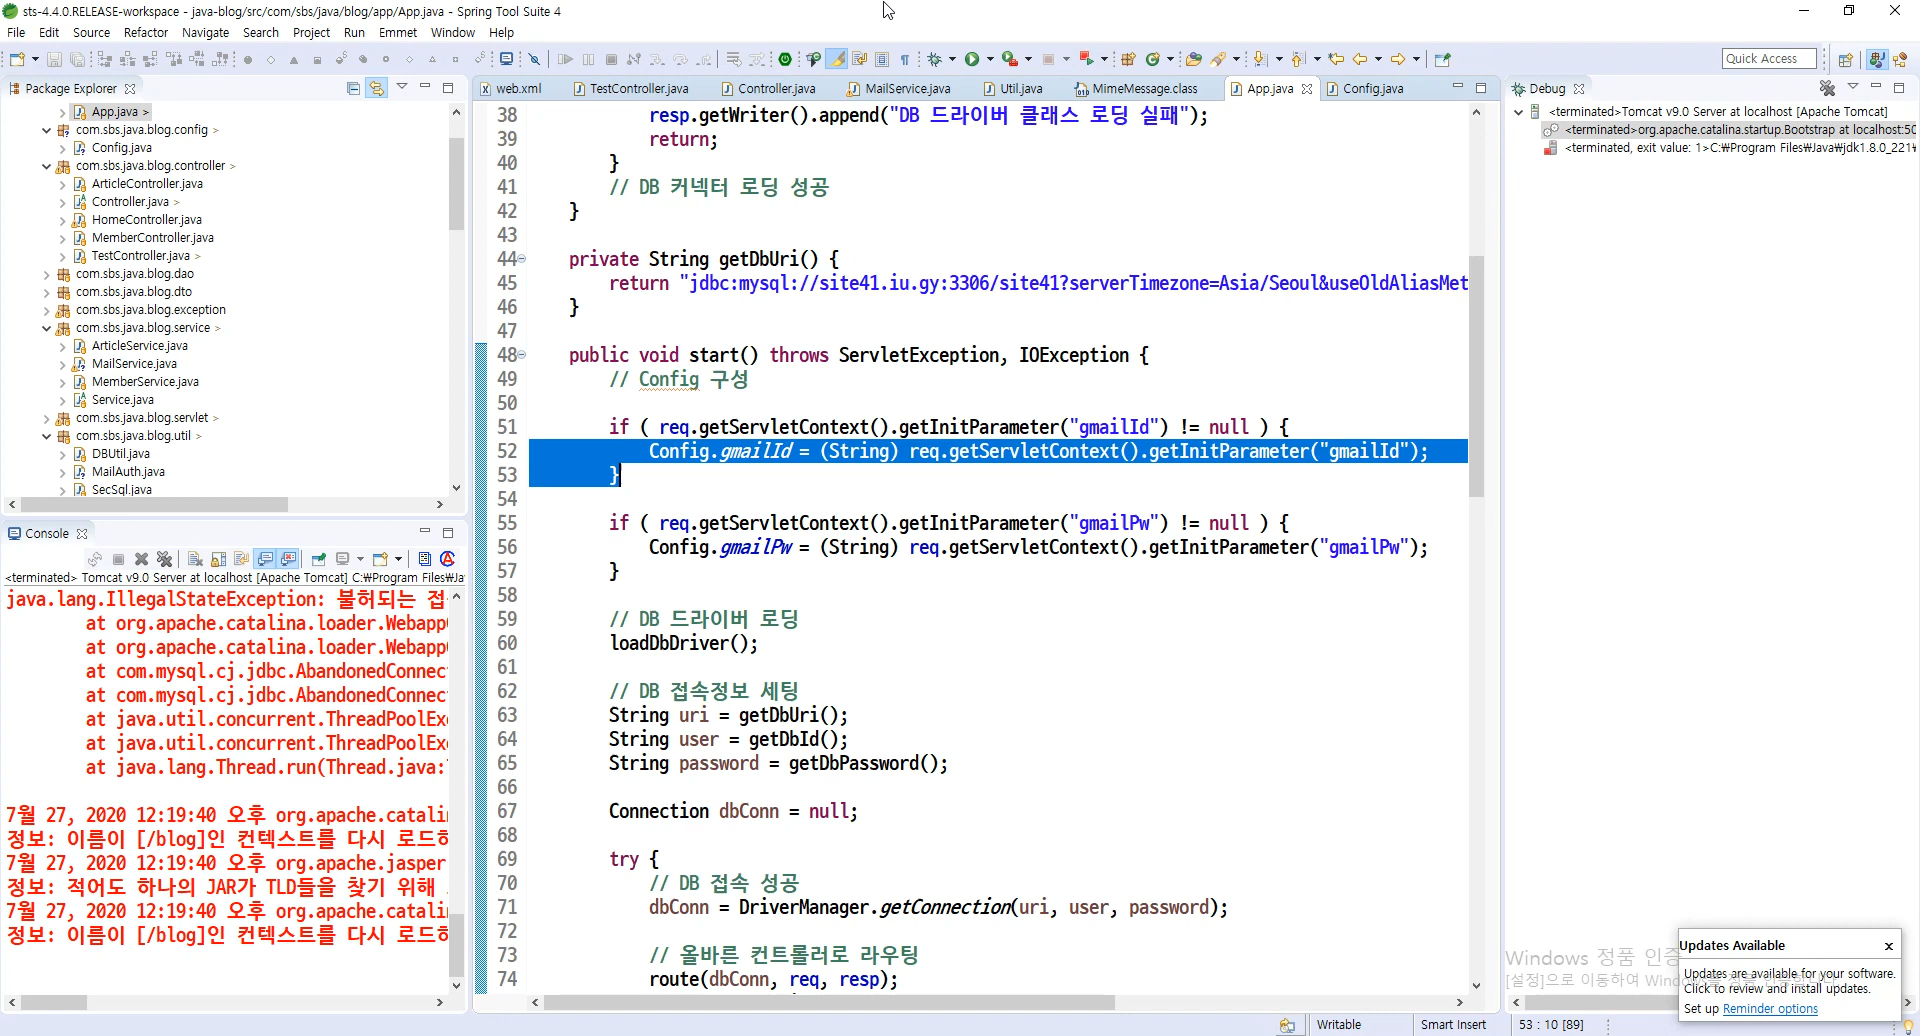 sts-4.4.0.RELEASE-workspace - java-blog/src/com/sbs/java/blog/app/App.java - Spring Tool Suite 4
File Edit Source Refactor Navigate Search Project Run Emmet Window Help
Quick Access
Package Explorer
App.java >
com.sbs.java.blog.config >
Config.java
com.sbs.java.blog.controller >
ArticleController.java
Controller.java >
HomeController.java
MemberController.java
TestController.java >
com.sbs.java.blog.dao
com.sbs.java.blog.dto
com.sbs.java.blog.exception
com.sbs.java.blog.service >
ArticleService.java
MailService.java
MemberService.java
Service.java
com.sbs.java.blog.servlet >
com.sbs.java.blog.util >
DBUtil.java
MailAuth.java
SecSql.java
Console
<terminated> Tomcat v9.0 Server at localhost [Apache Tomcat] C:₩Program Files₩Ja
java.lang.IllegalStateException: 불허되는 접
at org.apache.catalina.loader.Webapp
at org.apache.catalina.loader.Webapp
at com.mysql.cj.jdbc.AbandonedConnec
at com.mysql.cj.jdbc.AbandonedConnec
at java.util.concurrent.ThreadPoolEx
at java.util.concurrent.ThreadPoolEx
at java.lang.Thread.run(Thread.java:
7월 27, 2020 12:19:40 오후 org.apache.catali
정보: 이름이 [/blog]인 컨텍스트를 다시 로드하
7월 27, 2020 12:19:40 오후 org.apache.jasper
정보: 적어도 하나의 JAR가 TLD들을 찾기 위해
7월 27, 2020 12:19:40 오후 org.apache.catali
정보: 이름이 [/blog]인 컨텍스트를 다시 로드하
web.xml TestController.java Controller.java MailService.java Util.java MimeMessage.class App.java Config.java
38 resp.getWriter().append("DB 드라이버 클래스 로딩 실패");
39 return;
40 }
41 // DB 커넥터 로딩 성공
42 }
43
44 private String getDbUri() {
45 return "jdbc:mysql://site41.iu.gy:3306/site41?serverTimezone=Asia/Seoul&useOldAliasMet
46 }
47
48 public void start() throws ServletException, IOException {
49 // Config 구성
50
51 if ( req.getServletContext().getInitParameter("gmailId") != null ) {
52 Config.gmailId = (String) req.getServletContext().getInitParameter("gmailId");
53 }
54
55 if ( req.getServletContext().getInitParameter("gmailPw") != null ) {
56 Config.gmailPw = (String) req.getServletContext().getInitParameter("gmailPw");
57 }
58
59 // DB 드라이버 로딩
60 loadDbDriver();
61
62 // DB 접속정보 세팅
63 String uri = getDbUri();
64 String user = getDbId();
65 String password = getDbPassword();
66
67 Connection dbConn = null;
68
69 try {
70 // DB 접속 성공
71 dbConn = DriverManager.getConnection(uri, user, password);
72
73 // 올바른 컨트롤러로 라우팅
74 route(dbConn, req, resp);
Debug
<terminated>Tomcat v9.0 Server at localhost [Apache Tomcat]
<terminated>org.apache.catalina.startup.Bootstrap at localhost:50
<terminated, exit value: 1>C:₩Program Files₩Java₩jdk1.8.0_221₩
Windows 정품 인증
[설정]으로 이동하여 Wind
Updates Available
Updates are available for your software.
Click to review and install updates.
Set up Reminder options
Writable Smart Insert 53 : 10 [89]